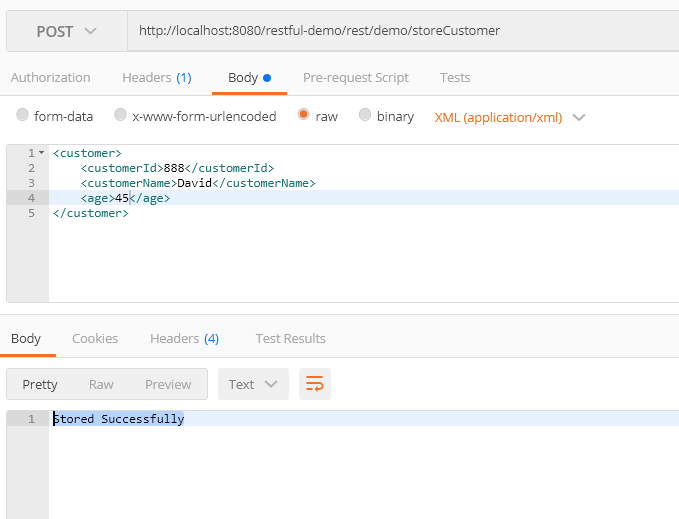 POST http://localhost:8080/restful-demo/rest/demo/storeCustomer
Authorization Headers (1) Body Pre-request Script Tests
form-data x-www-form-urlencoded raw binary XML (application/xml)
1 <customer>
2 <customerId>888</customerId>
3 <customerName>David</customerName>
4 <age>45</age>
5 </customer>
Body Cookies Headers (4) Test Results
Pretty Raw Preview Text
1 Stored Successfully